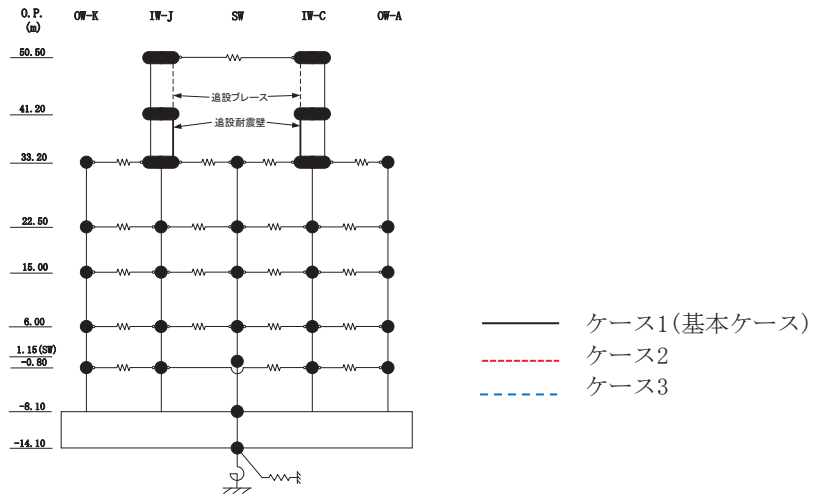 O.P.
(m)
OW-K IW-J SW IW-C OW-A
50.50
追設ブレース
41.20
追設耐震壁
33.20
22.50
15.00
6.00
1.15(SW)
-0.80
-8.10
-14.10
ケース1(基本ケース)
ケース2
ケース3